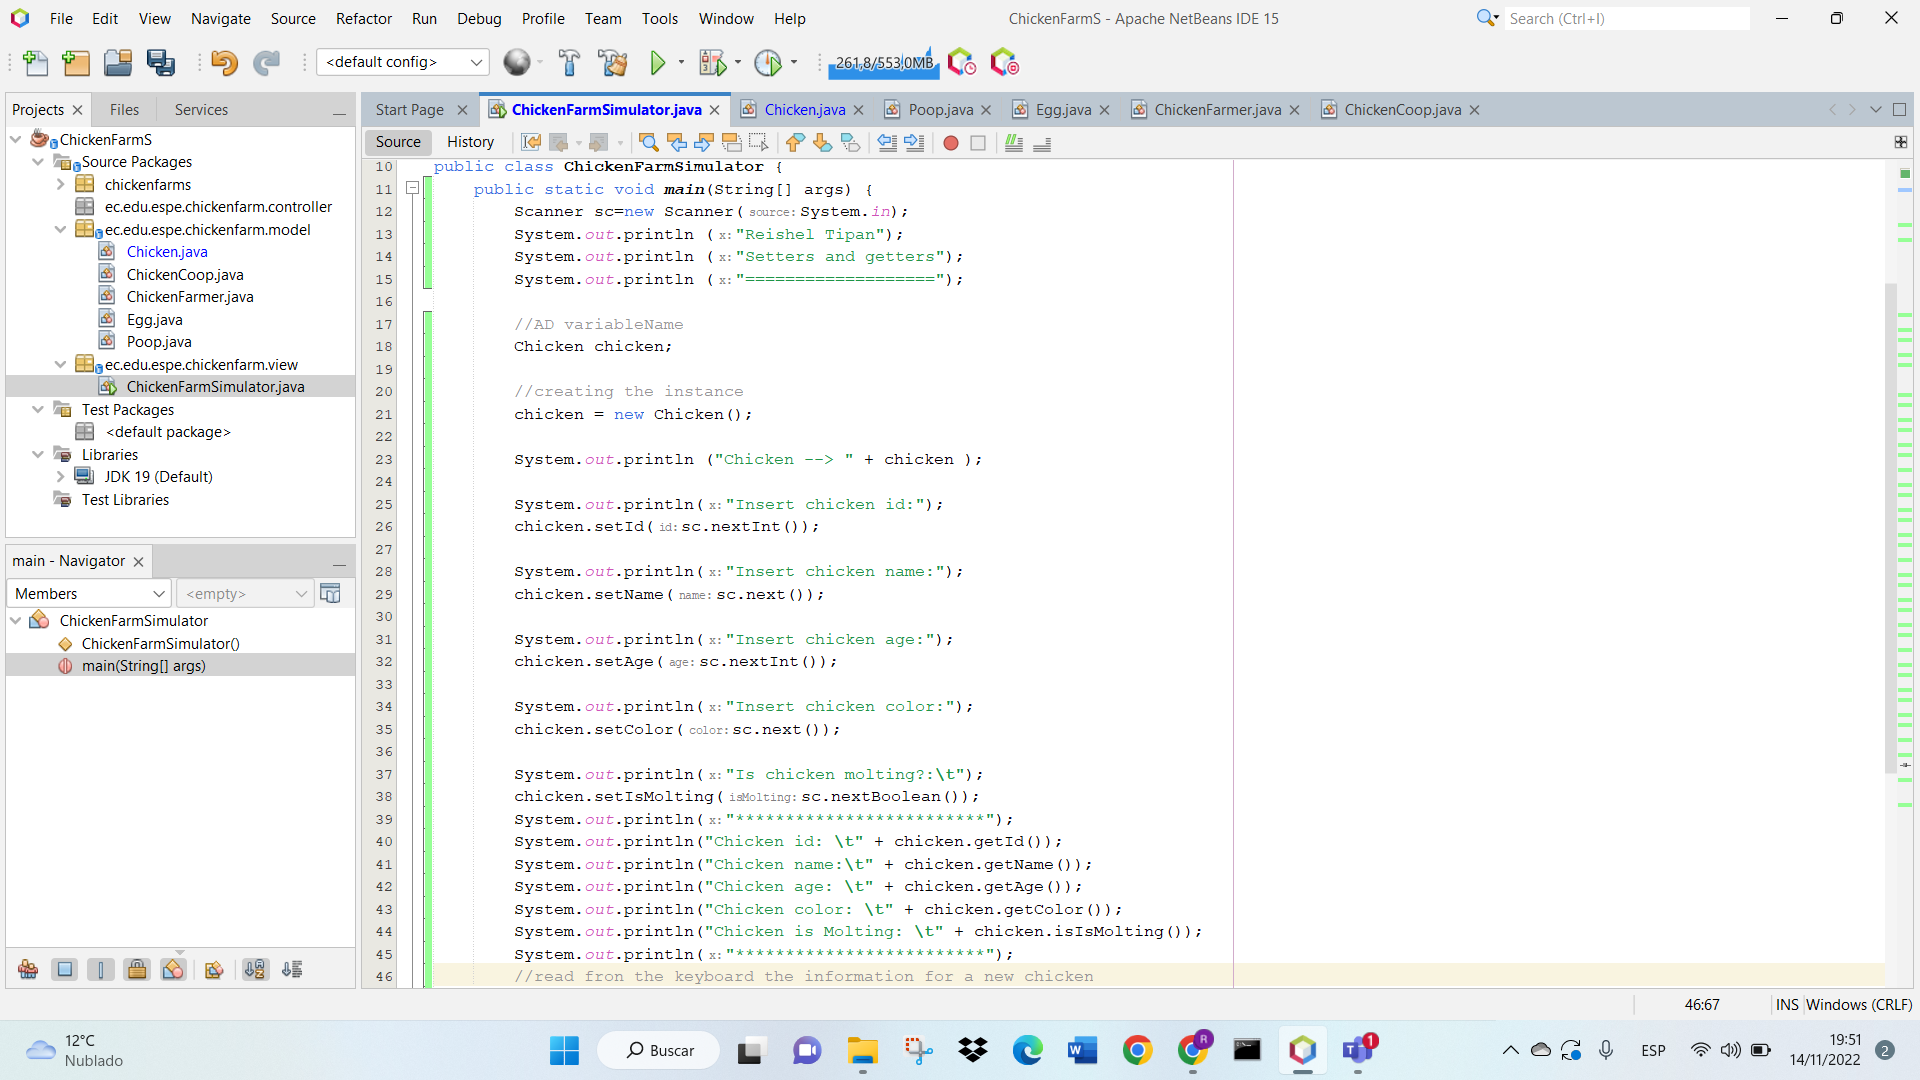 File Edit View Navigate Source Refactor Run Debug Profile Team Tools Window Help
ChickenFarmS - Apache NetBeans IDE 15
Search (Ctrl+I)
<default config>
261,8/553,0MB
Projects Files Services
ChickenFarmS
Source Packages
chickenfarms
ec.edu.espe.chickenfarm.controller
ec.edu.espe.chickenfarm.model
Chicken.java
ChickenCoop.java
ChickenFarmer.java
Egg.java
Poop.java
ec.edu.espe.chickenfarm.view
ChickenFarmSimulator.java
Test Packages
<default package>
Libraries
JDK 19 (Default)
Test Libraries
main - Navigator
Members <empty>
ChickenFarmSimulator
ChickenFarmSimulator()
main(String[] args)
Start Page ChickenFarmSimulator.java Chicken.java Poop.java Egg.java ChickenFarmer.java ChickenCoop.java
Source History
10 public class ChickenFarmSimulator {
11 public static void main(String[] args) {
12 Scanner sc=new Scanner( source: System.in);
13 System.out.println ( x: "Reishel Tipan");
14 System.out.println ( x: "Setters and getters");
15 System.out.println ( x: "===================");
16
17 //AD variableName
18 Chicken chicken;
19
20 //creating the instance
21 chicken = new Chicken();
22
23 System.out.println ("Chicken --> " + chicken );
24
25 System.out.println( x: "Insert chicken id:");
26 chicken.setId( id: sc.nextInt());
27
28 System.out.println( x: "Insert chicken name:");
29 chicken.setName( name: sc.next());
30
31 System.out.println( x: "Insert chicken age:");
32 chicken.setAge( age: sc.nextInt());
33
34 System.out.println( x: "Insert chicken color:");
35 chicken.setColor( color: sc.next());
36
37 System.out.println( x: "Is chicken molting?:\t");
38 chicken.setIsMolting( isMolting: sc.nextBoolean());
39 System.out.println( x: "*************************");
40 System.out.println("Chicken id: \t" + chicken.getId());
41 System.out.println("Chicken name:\t" + chicken.getName());
42 System.out.println("Chicken age: \t" + chicken.getAge());
43 System.out.println("Chicken color: \t" + chicken.getColor());
44 System.out.println("Chicken is Molting: \t" + chicken.isIsMolting());
45 System.out.println( x: "*************************");
46 //read fron the keyboard the information for a new chicken
46:67 INS Windows (CRLF)
12°C
Nublado
Buscar
R
1
ESP
19:51
14/11/2022
2